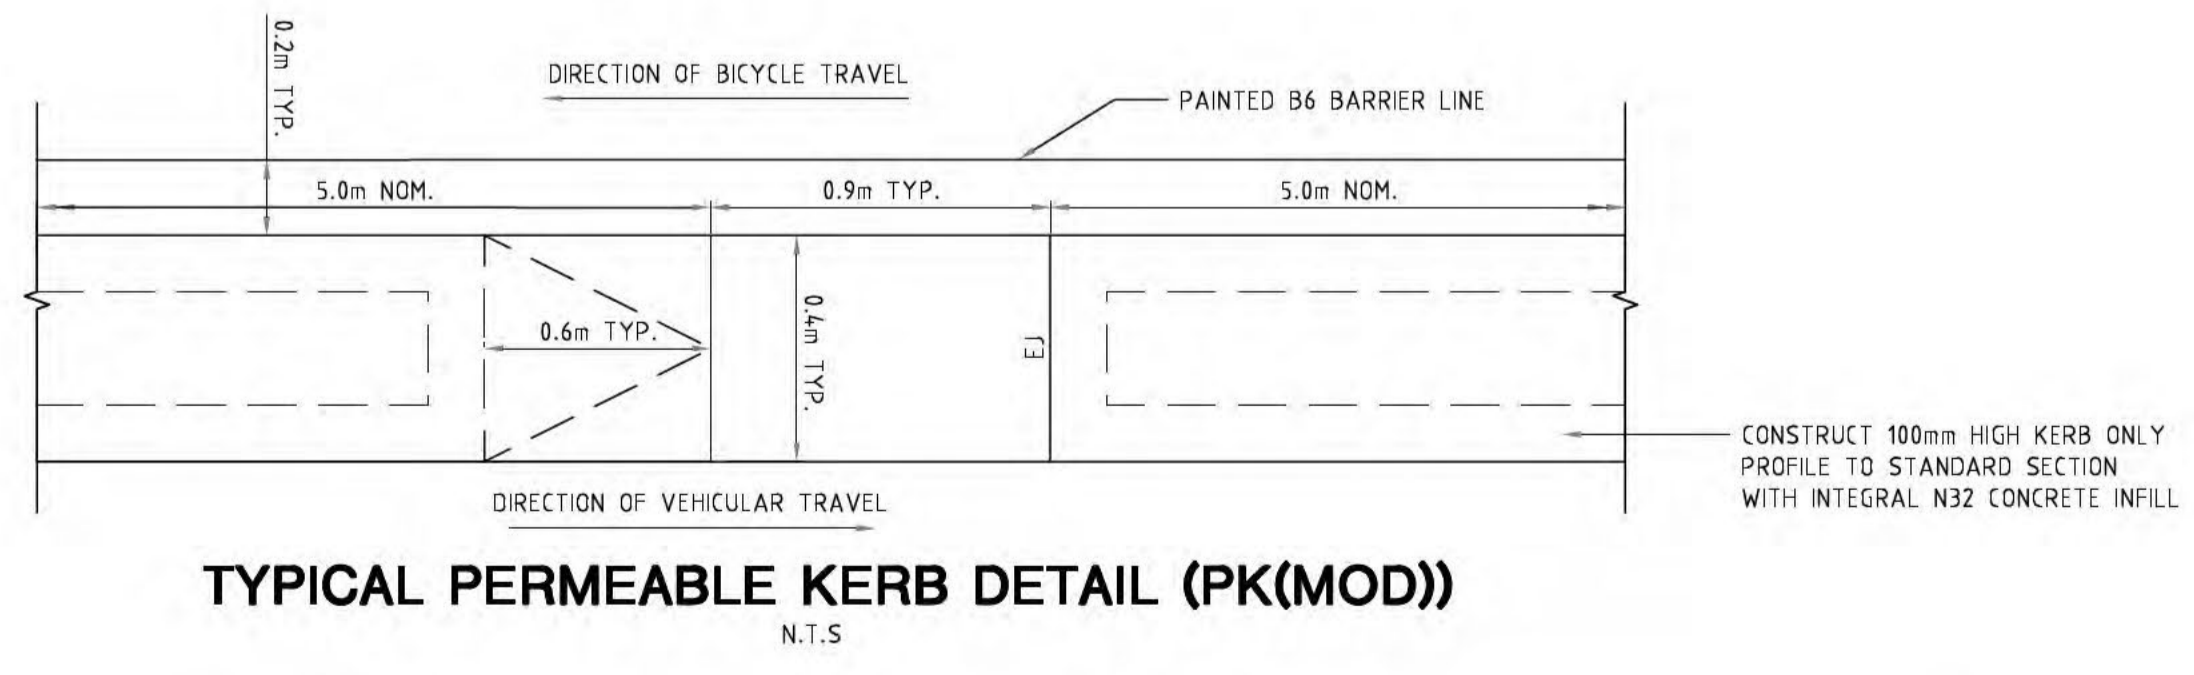 0.2m TYP.
DIRECTION OF BICYCLE TRAVEL
PAINTED B6 BARRIER LINE
5.0m NOM.
0.9m TYP.
5.0m NOM.
0.6m TYP.
0.4m TYP.
EJ
CONSTRUCT 100mm HIGH KERB ONLY
PROFILE TO STANDARD SECTION
WITH INTEGRAL N32 CONCRETE INFILL
DIRECTION OF VEHICULAR TRAVEL
TYPICAL PERMEABLE KERB DETAIL (PK(MOD))
N.T.S